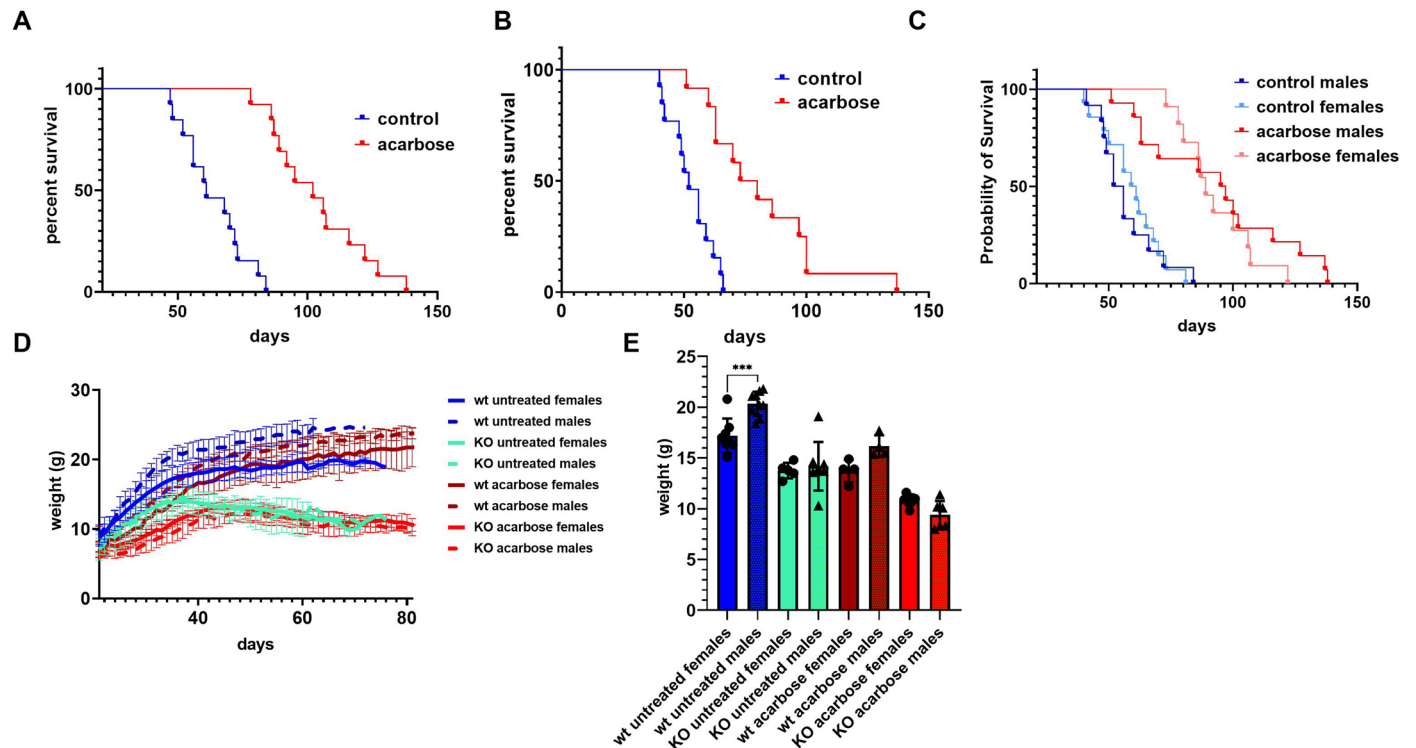 A
percent survival
100
50
0
50
100
150
days
control
acarbose
B
percent survival
100
50
0
0
50
100
150
days
control
acarbose
C
Probability of Survival
100
50
0
50
100
150
days
control males
control females
acarbose males
acarbose females
D
weight (g)
30
20
10
0
40
60
80
days
wt untreated females
wt untreated males
KO untreated females
KO untreated males
wt acarbose females
wt acarbose males
KO acarbose females
KO acarbose males
E
weight (g)
25
20
15
10
5
0
***
wt untreated females
wt untreated males
KO untreated females
KO untreated males
wt acarbose females
wt acarbose males
KO acarbose females
KO acarbose males